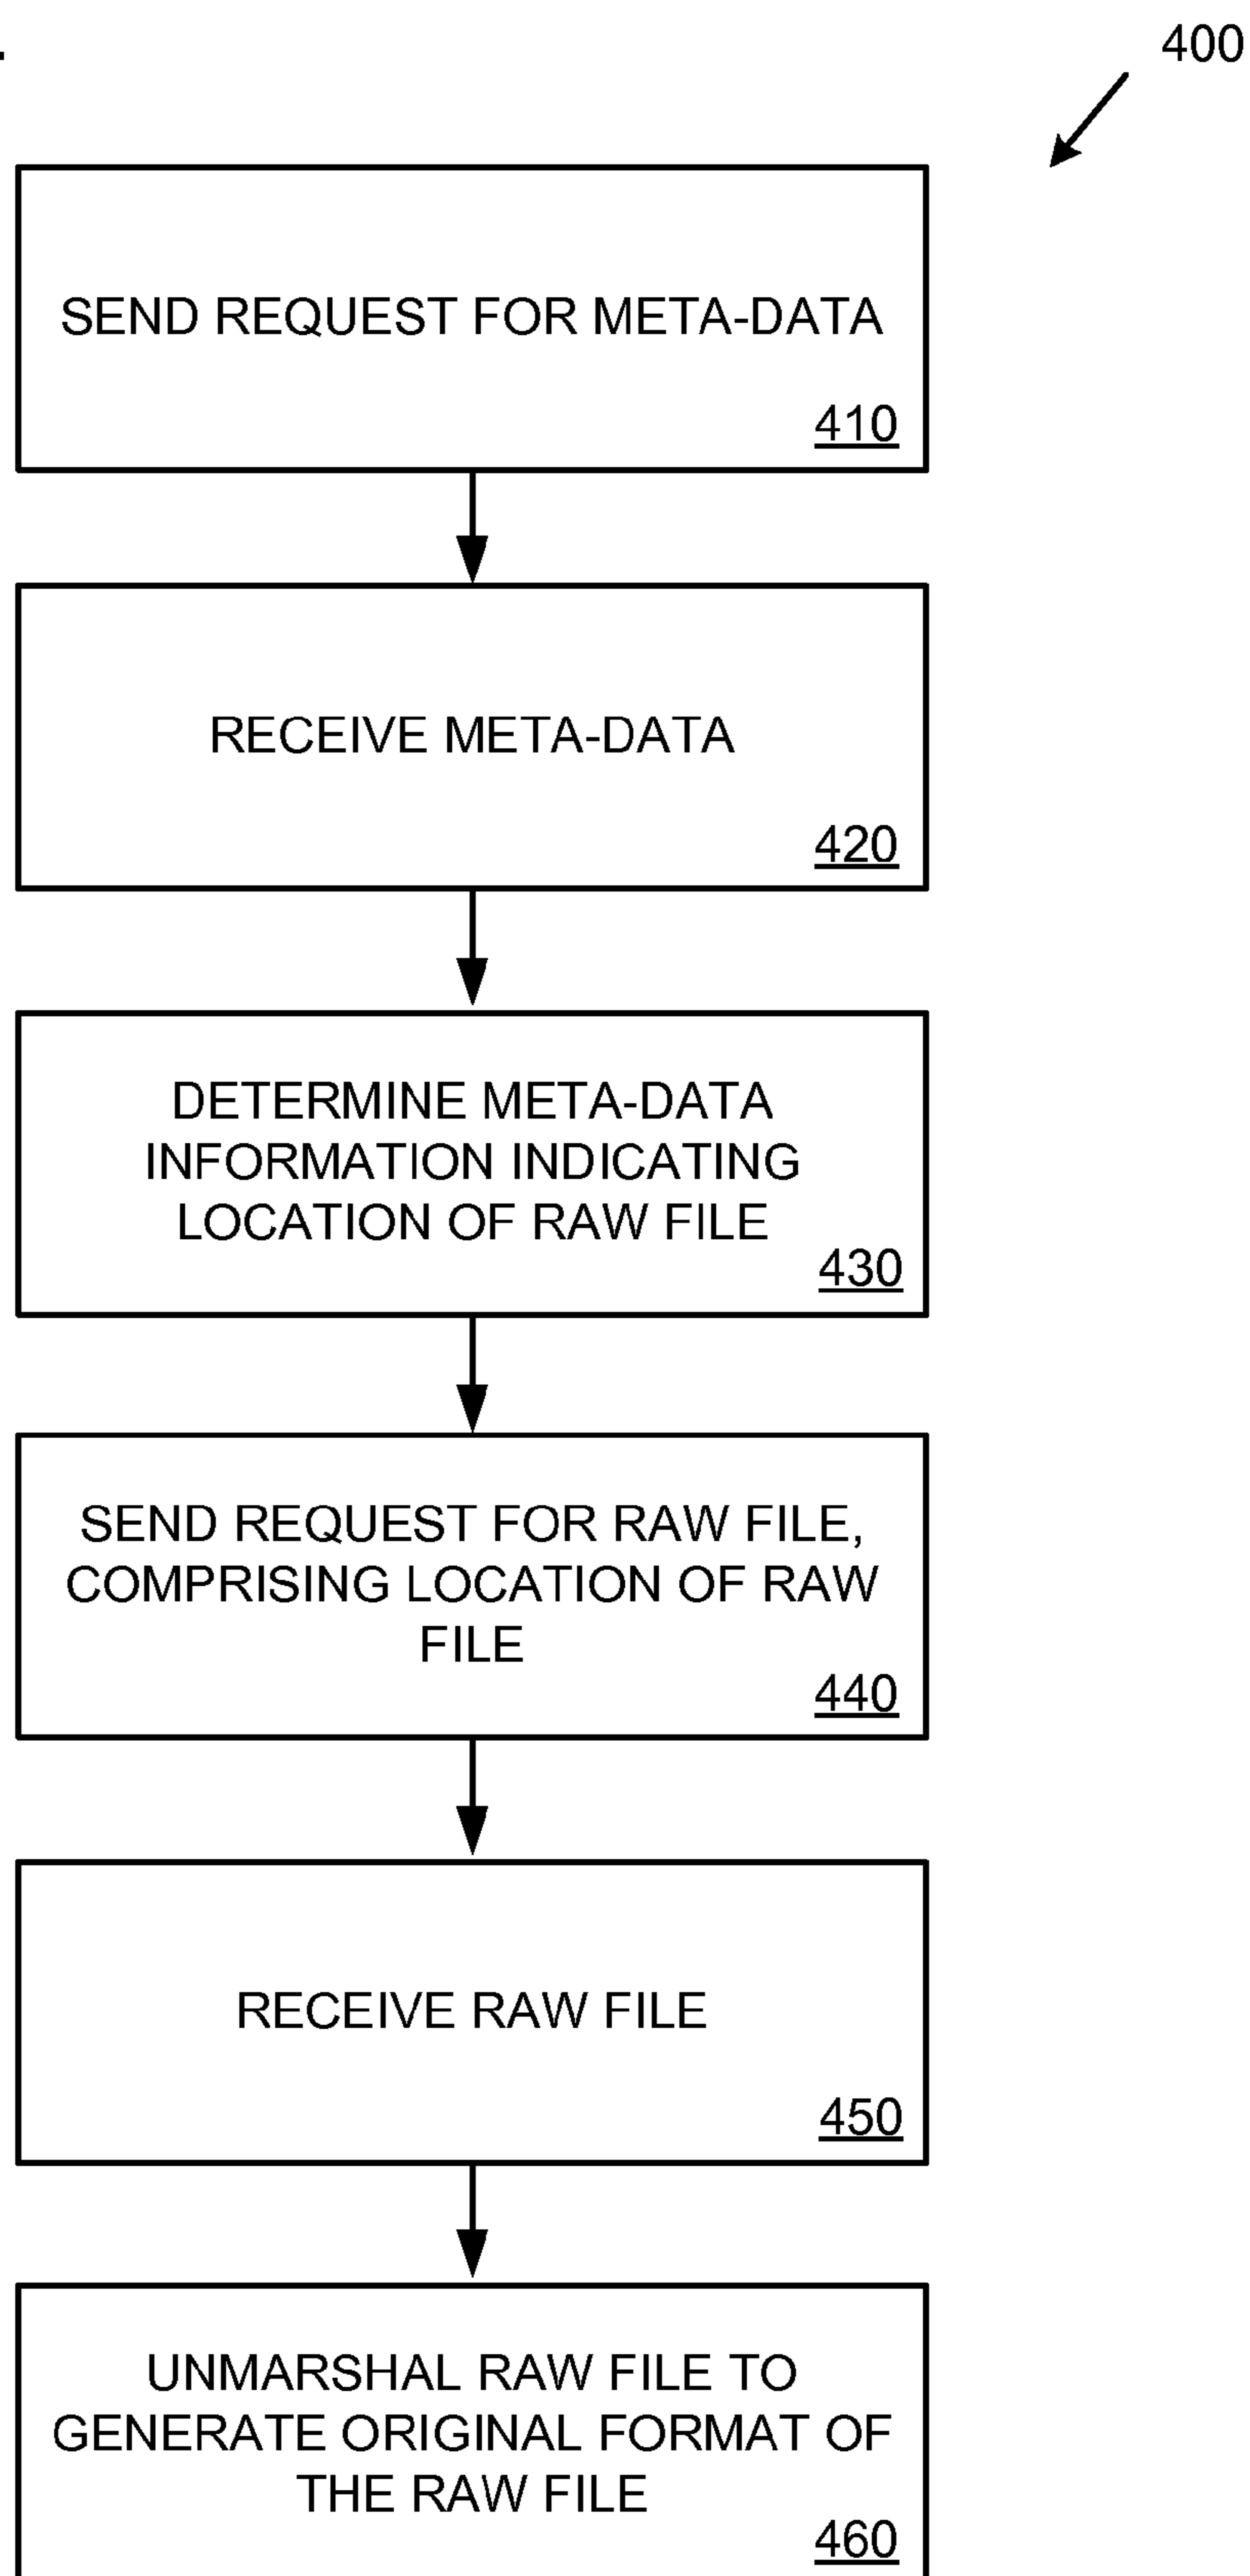 400
SEND REQUEST FOR META-DATA
410
RECEIVE META-DATA
420
DETERMINE META-DATA
INFORMATION INDICATING
LOCATION OF RAW FILE
430
SEND REQUEST FOR RAW FILE,
COMPRISING LOCATION OF RAW
FILE
440
RECEIVE RAW FILE
450
UNMARSHAL RAW FILE TO
GENERATE ORIGINAL FORMAT OF
THE RAW FILE
460